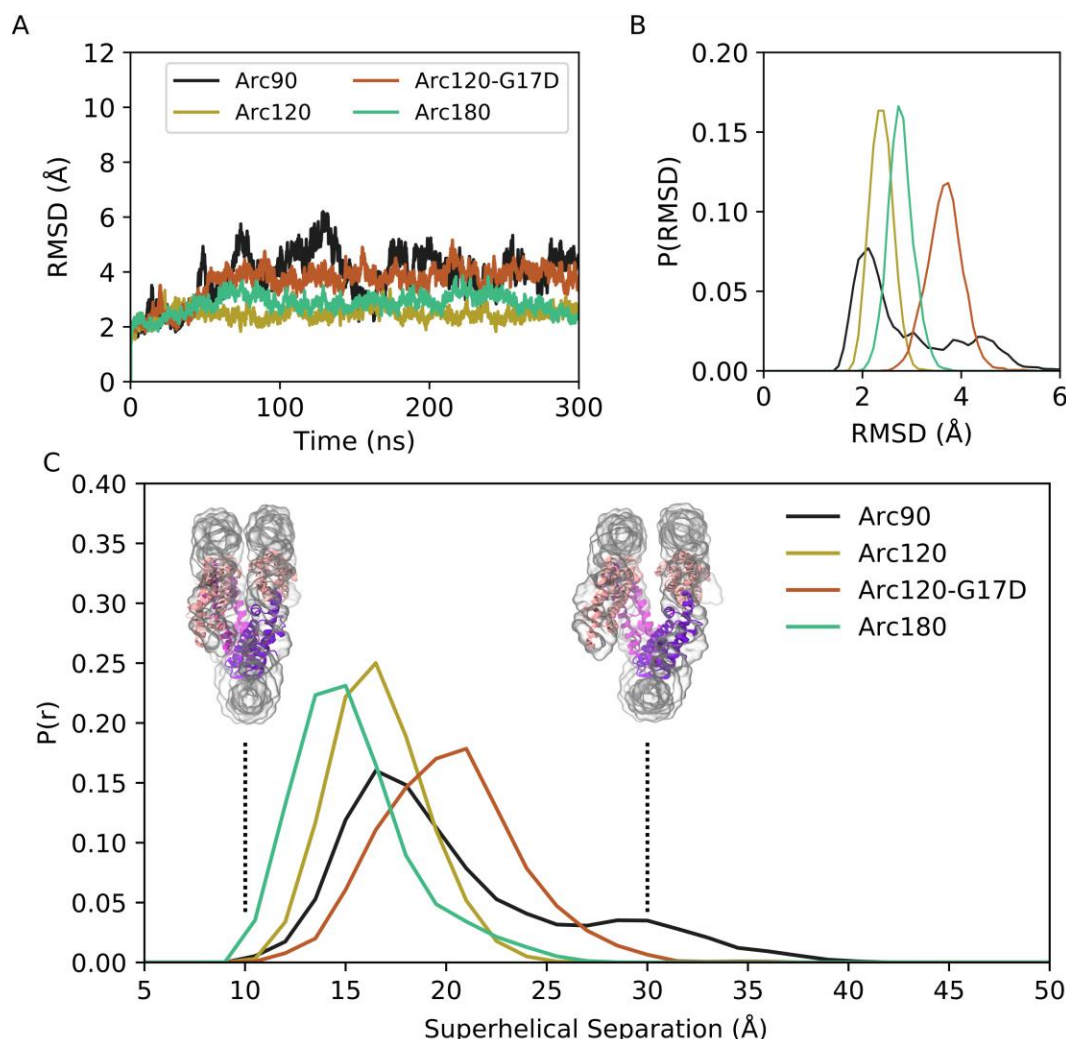 A
12
10
8
6
4
2
0
RMSD (Å)
Arc90
Arc120
Arc120-G17D
Arc180
0
100
200
300
Time (ns)
B
0.20
0.15
0.10
0.05
0.00
P(RMSD)
0
2
4
6
RMSD (Å)
C
0.40
0.35
0.30
0.25
0.20
0.15
0.10
0.05
0.00
P(r)
Arc90
Arc120
Arc120-G17D
Arc180
5
10
15
20
25
30
35
40
45
50
Superhelical Separation (Å)